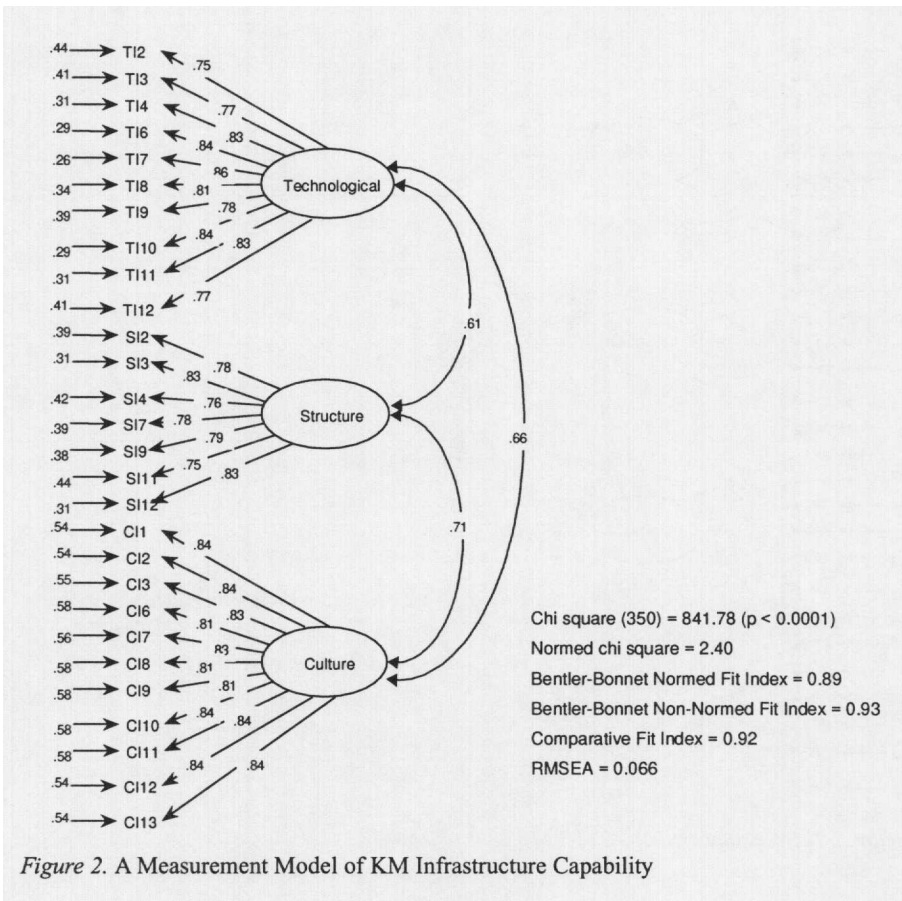 .44 TI2 .75
.41 TI3 .77
.31 TI4 .83
.29 TI6 .84
.26 TI7 .86
.34 TI8 .81
.39 TI9 .78
.29 TI10 .84
.31 TI11 .83
.41 TI12 .77
Technological
.39 SI2 .78
.31 SI3 .83
.42 SI4 .76
.39 SI7 .78
.38 SI9 .79
.44 SI11 .75
.31 SI12 .83
Structure
.54 CI1 .84
.54 CI2 .84
.55 CI3 .83
.58 CI6 .81
.56 CI7 .83
.58 CI8 .81
.58 CI9 .81
.58 CI10 .84
.58 CI11 .84
.54 CI12 .84
.54 CI13 .84
Culture
.61
.66
.71
Chi square (350) = 841.78 (p < 0.0001)
Normed chi square = 2.40
Bentler-Bonnet Normed Fit Index = 0.89
Bentler-Bonnet Non-Normed Fit Index = 0.93
Comparative Fit Index = 0.92
RMSEA = 0.066
Figure 2. A Measurement Model of KM Infrastructure Capability